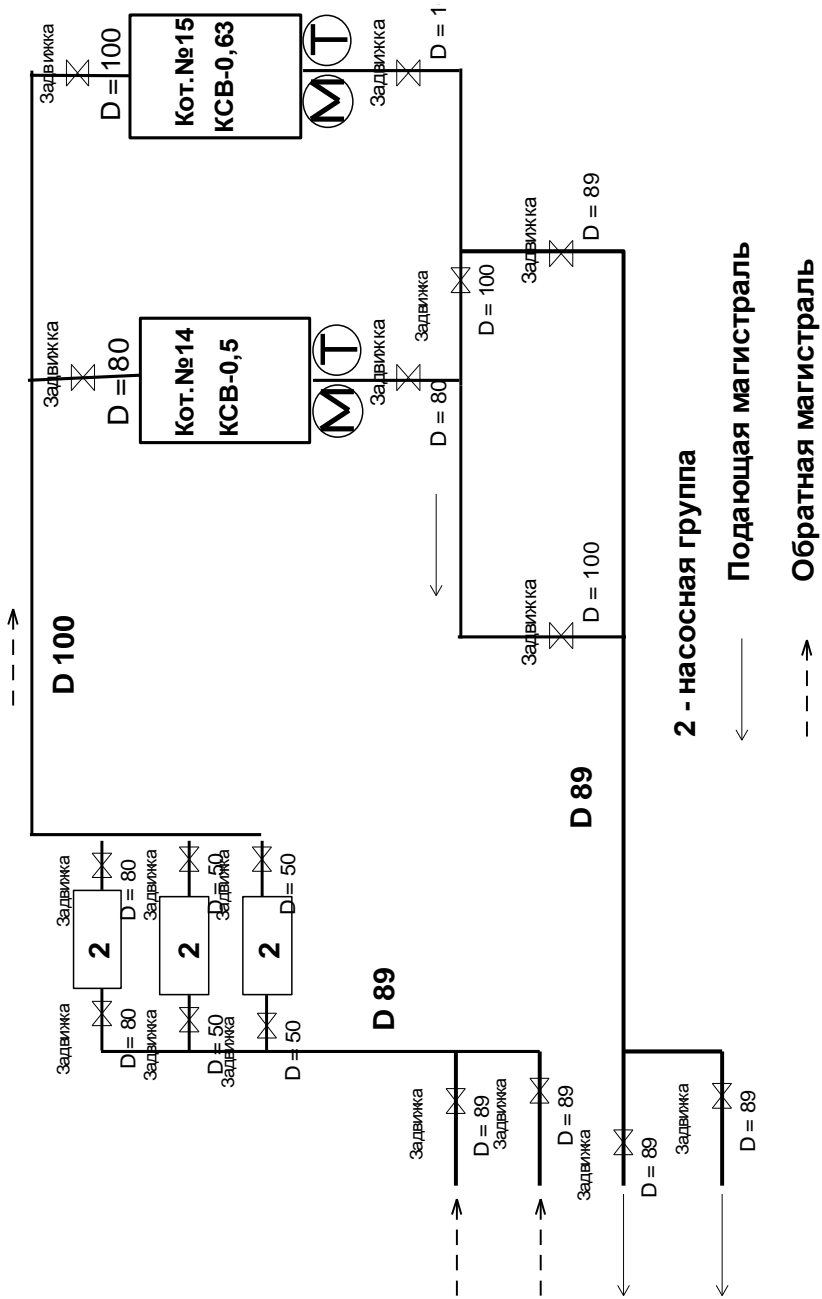 Задвижка
D = 100
Кот.№15
КСВ-0,63
М
Т
Задвижка
D = 1
Задвижка
D = 80
Кот.№14
КСВ-0,5
М
Т
Задвижка
D = 80
Задвижка
D = 100
Задвижка
D = 89
Задвижка
D = 100
D 100
Задвижка
D = 80
2
Задвижка
D = 80
Задвижка
D = 50
2
Задвижка
D = 50
Задвижка
D = 50
2
Задвижка
D = 50
D 89
D 89
Задвижка
D = 89
Задвижка
D = 89
Задвижка
D = 89
Задвижка
D = 89
2 - насосная группа
Подающая магистраль
Обратная магистраль